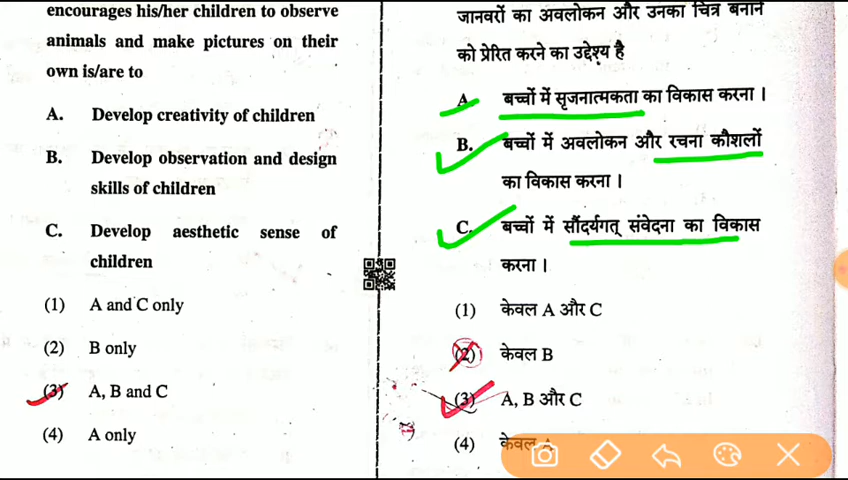 encourages his/her children to observe
animals and make pictures on their
own is/are to
A. Develop creativity of children
B. Develop observation and design
skills of children
C. Develop aesthetic sense of
children
(1) A and C only
(2) B only
(3) A, B and C
(4) A only
जानवरों का अवलोकन और उनका चित्र बनाने
को प्रेरित करने का उद्देश्य है
A. बच्चों में सृजनात्मकता का विकास करना ।
B. बच्चों में अवलोकन और रचना कौशलों
का विकास करना ।
C. बच्चों में सौंदर्यगत् संवेदना का विकास
करना ।
(1) केवल A और C
(2) केवल B
(3) A, B और C
(4) केवल A